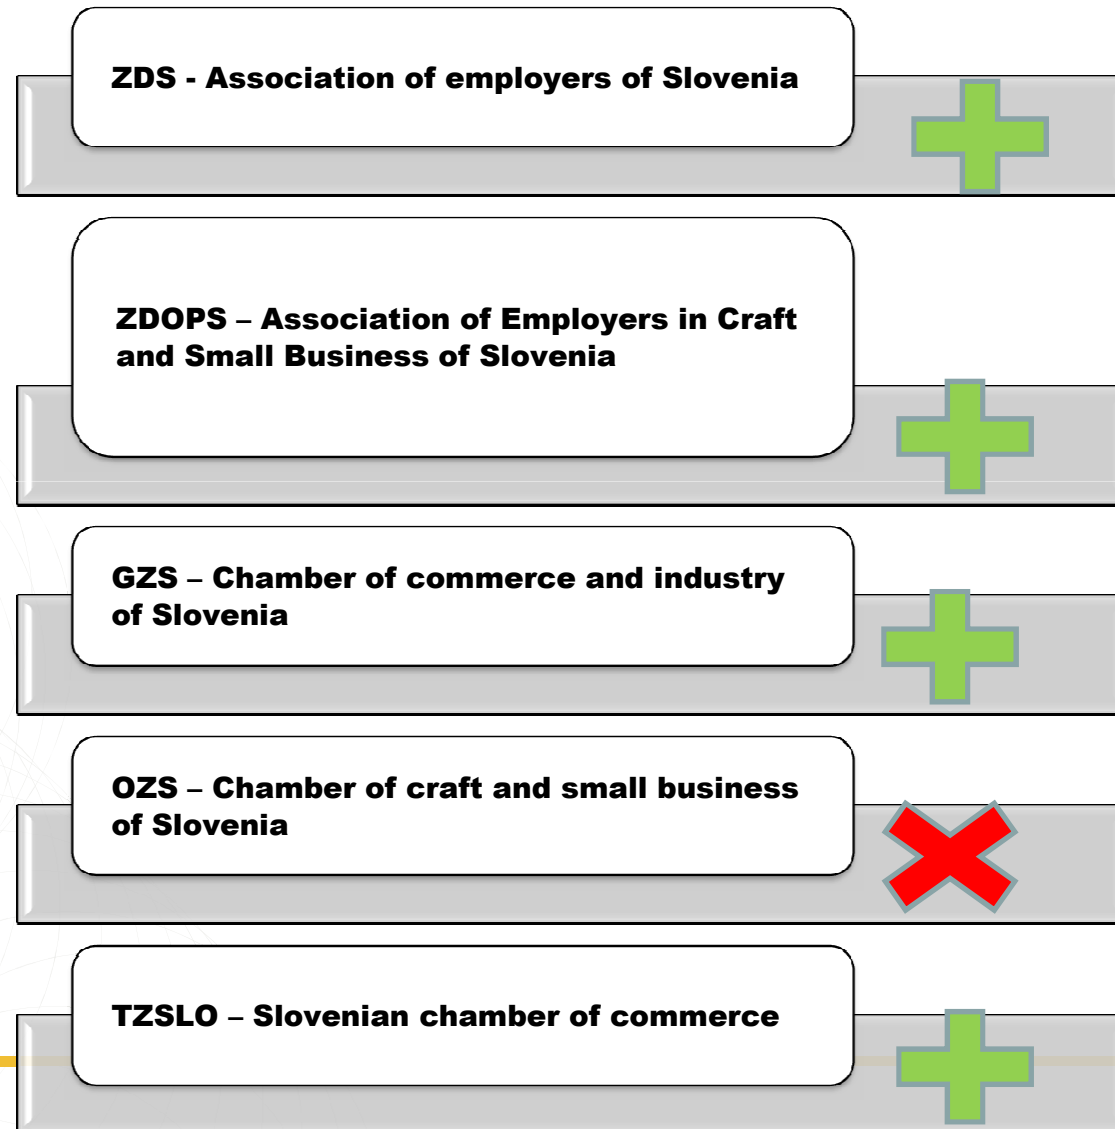 ZDS - Association of employers of Slovenia
ZDOPS – Association of Employers in Craft
and Small Business of Slovenia
GZS – Chamber of commerce and industry
of Slovenia
OZS – Chamber of craft and small business
of Slovenia
TZSLO – Slovenian chamber of commerce